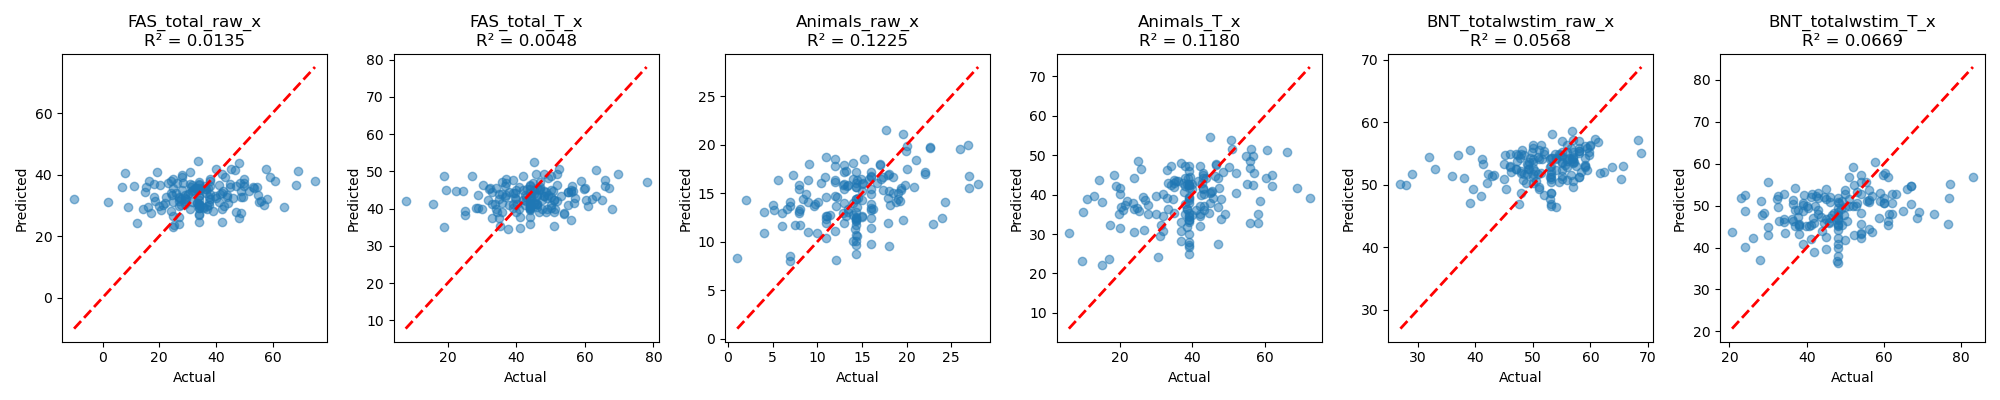 FAS_total_raw_x
R² = 0.0135
60
40
20
0
Predicted
0 20 40 60
Actual
FAS_total_T_x
R² = 0.0048
80
70
60
50
40
30
20
10
Predicted
20 40 60 80
Actual
Animals_raw_x
R² = 0.1225
25
20
15
10
5
0
Predicted
0 5 10 15 20 25
Actual
Animals_T_x
R² = 0.1180
70
60
50
40
30
20
10
Predicted
20 40 60
Actual
BNT_totalwstim_raw_x
R² = 0.0568
70
60
50
40
30
Predicted
30 40 50 60 70
Actual
BNT_totalwstim_T_x
R² = 0.0669
80
70
60
50
40
30
20
Predicted
20 40 60 80
Actual